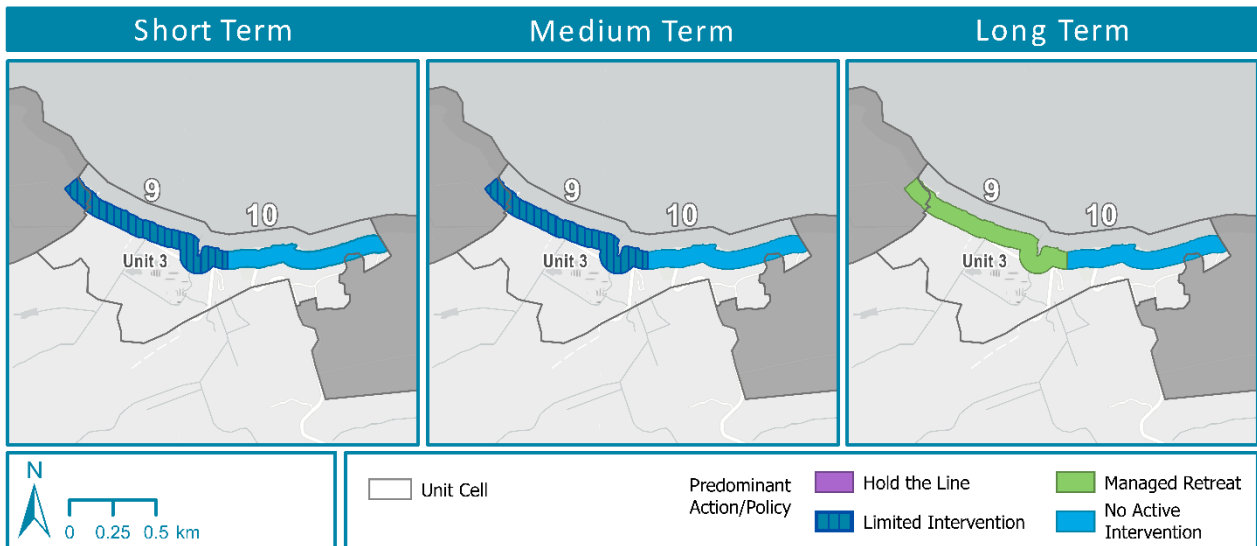 Short Term
Medium Term
Long Term
9
10
Unit 3
9
10
Unit 3
9
10
Unit 3
N
0 0.25 0.5 km
Unit Cell
Predominant
Action/Policy
Hold the Line
Limited Intervention
Managed Retreat
No Active
Intervention